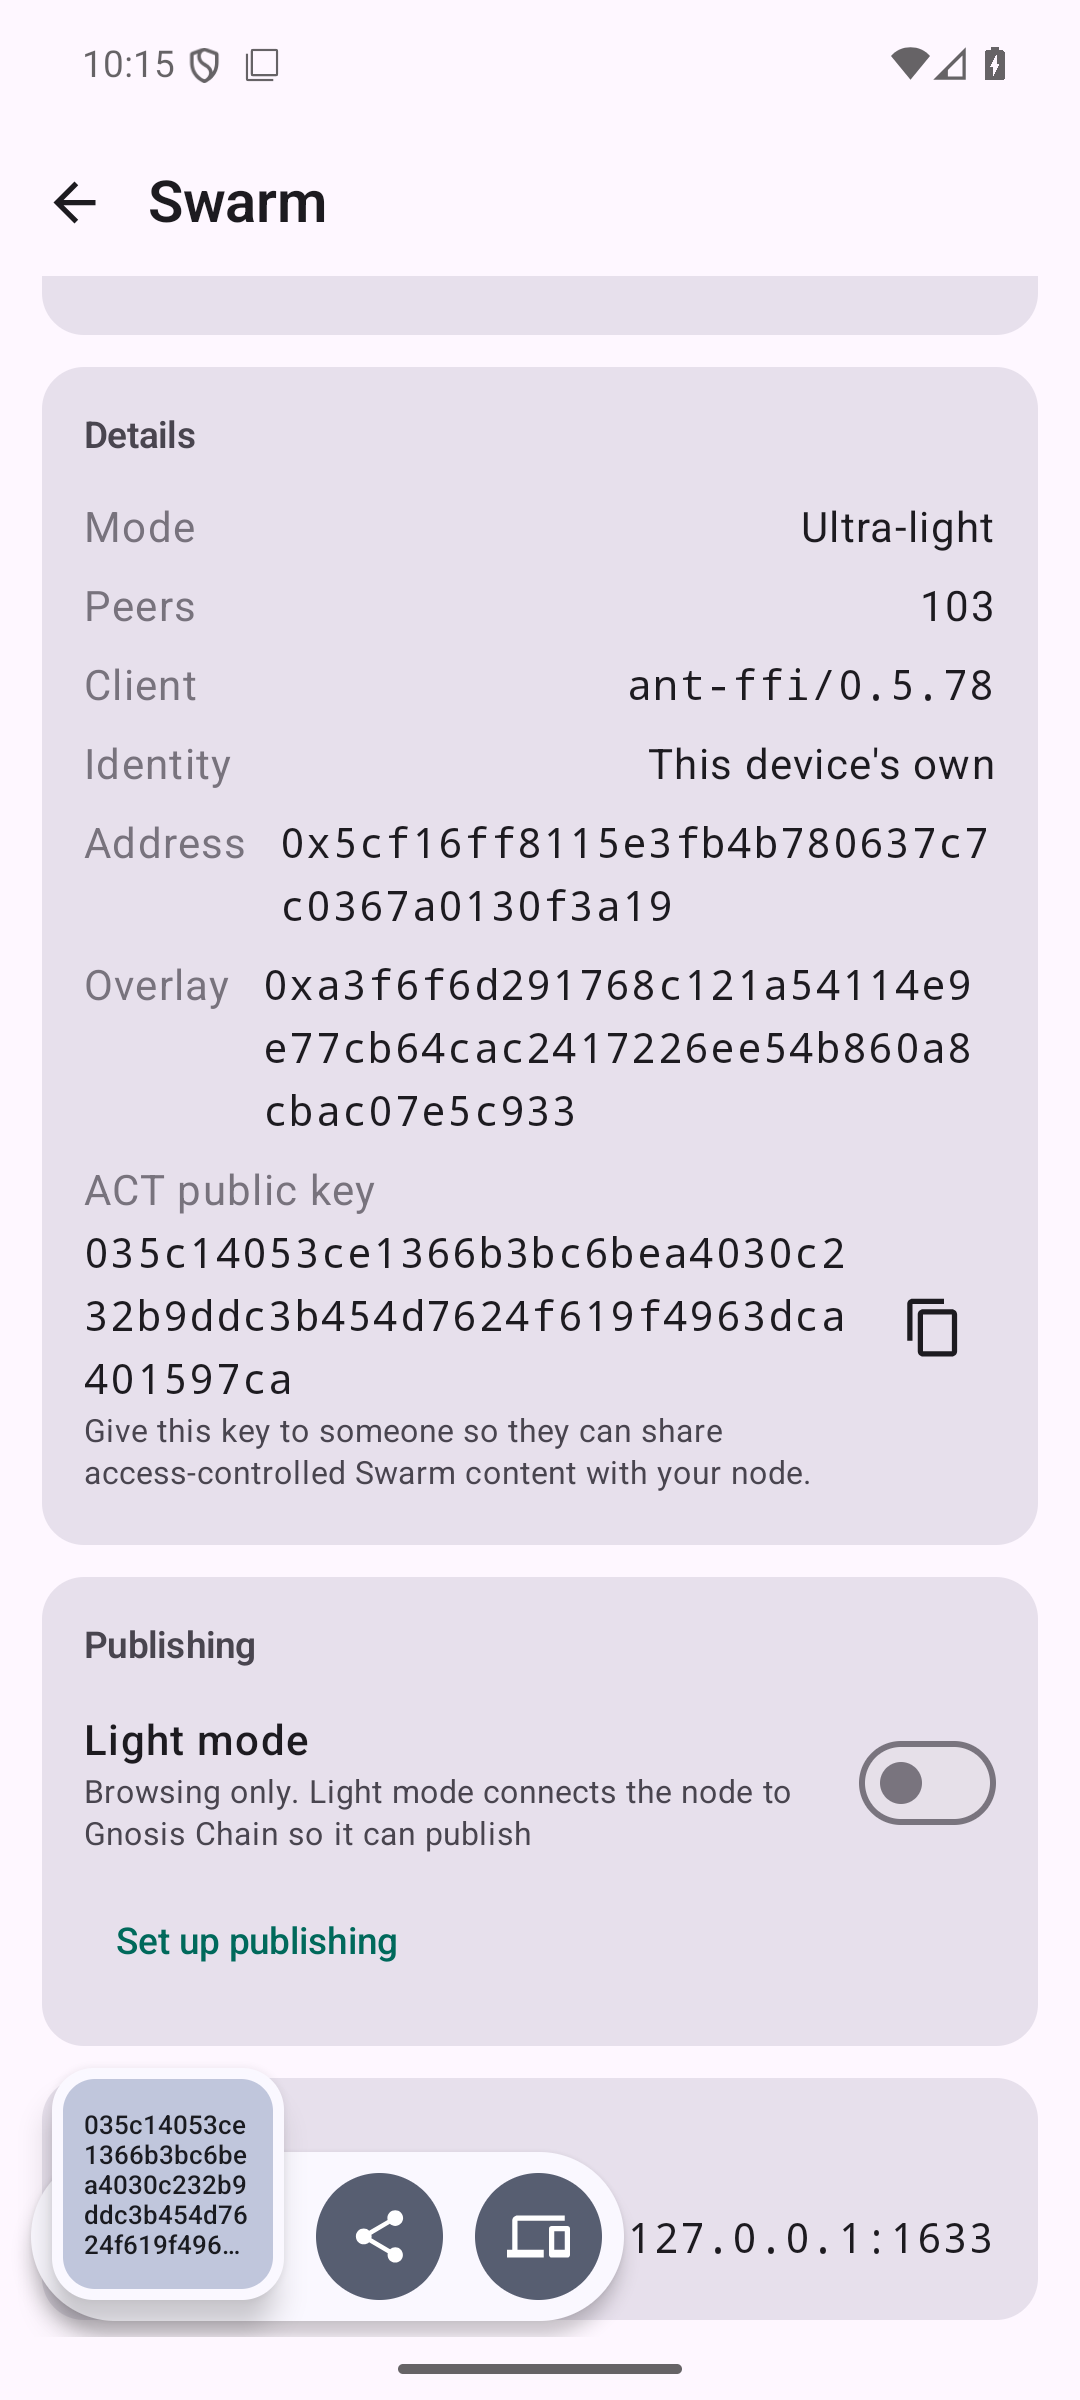 10:15
Swarm
Details
Mode Ultra-light
Peers 103
Client ant-ffi/0.5.78
Identity This device's own
Address 0x5cf16ff8115e3fb4b780637c7
c0367a0130f3a19
Overlay 0xa3f6f6d291768c121a54114e9
e77cb64cac2417226ee54b860a8
cbac07e5c933
ACT public key
035c14053ce1366b3bc6bea4030c2
32b9ddc3b454d7624f619f4963dca
401597ca
Give this key to someone so they can share
access-controlled Swarm content with your node.
Publishing
Light mode
Browsing only. Light mode connects the node to
Gnosis Chain so it can publish
Set up publishing
035c14053ce
1366b3bc6be
a4030c232b9
ddc3b454d76
24f619f496…
127.0.0.1:1633